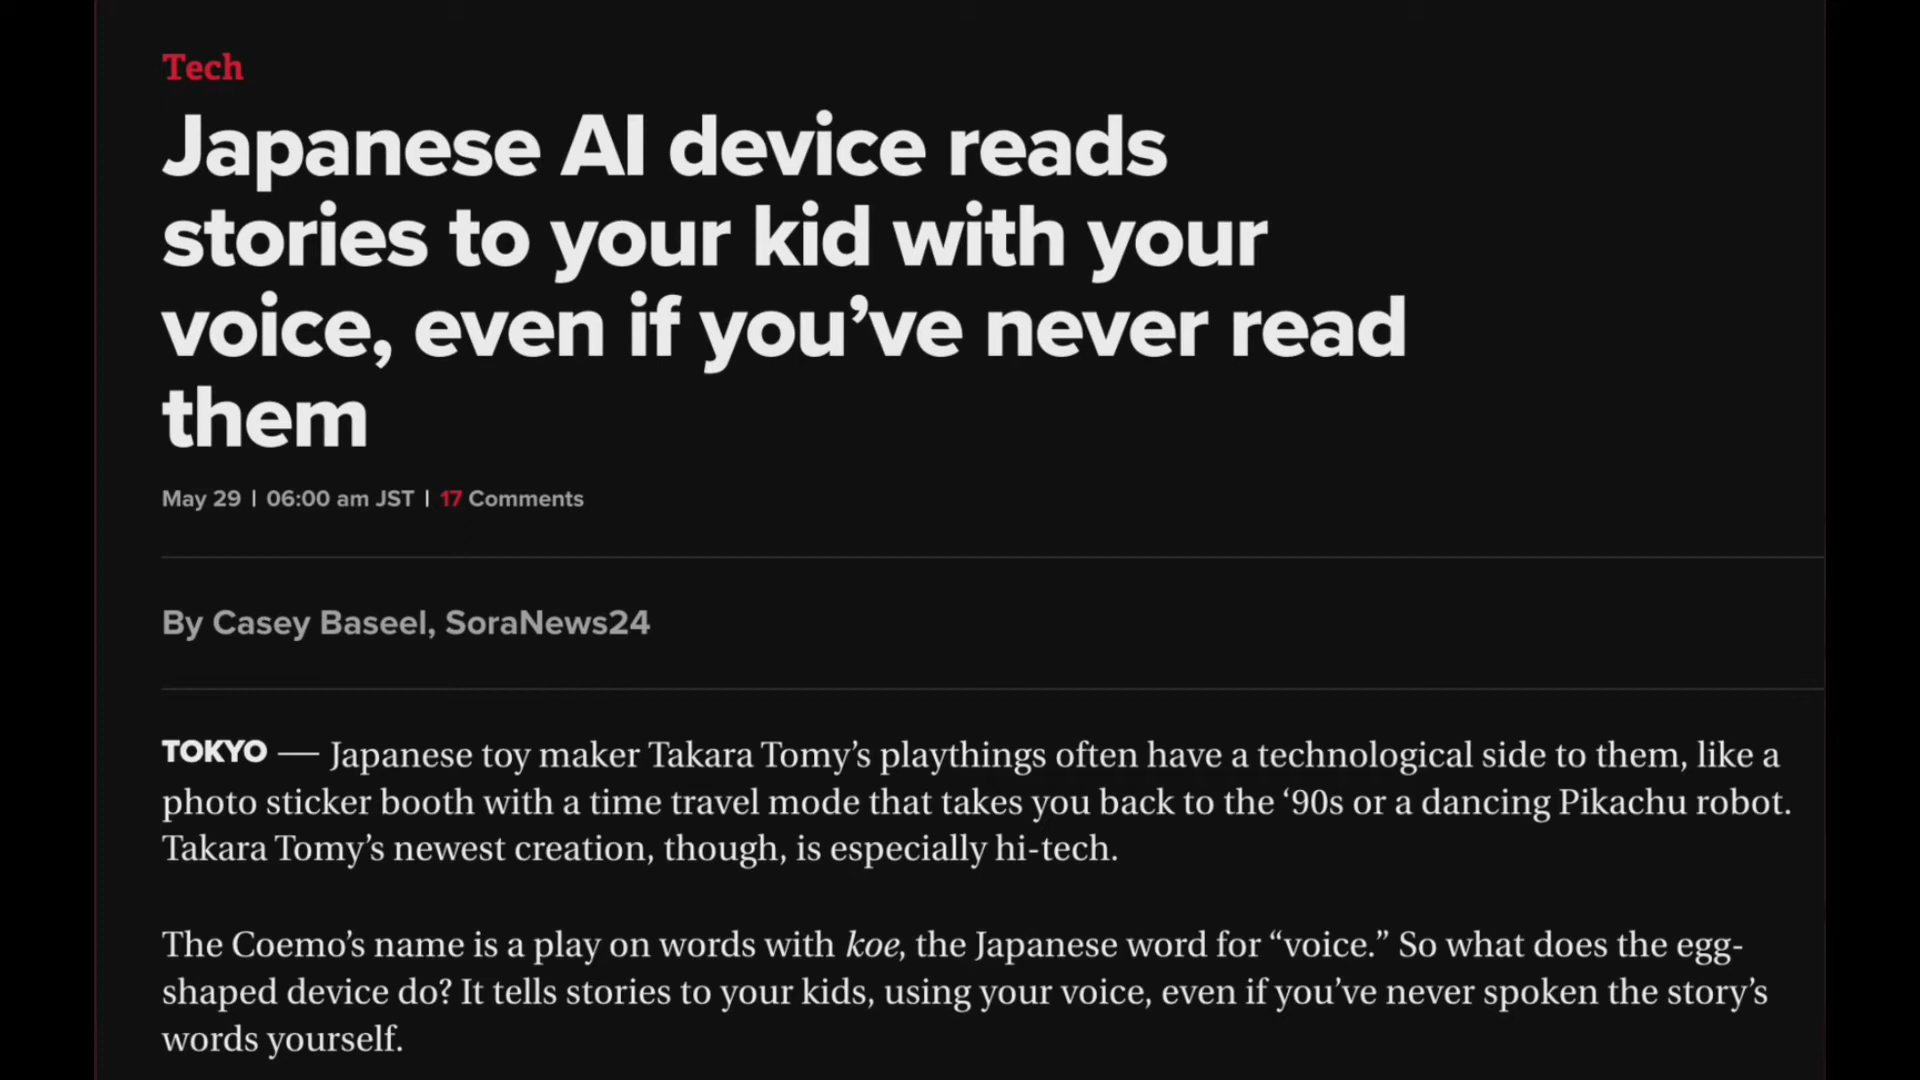 Tech
Japanese AI device reads
stories to your kid with your
voice, even if you’ve never read
them
May 29 | 06:00 am JST | 17 Comments
By Casey Baseel, SoraNews24
TOKYO — Japanese toy maker Takara Tomy’s playthings often have a technological side to them, like a
photo sticker booth with a time travel mode that takes you back to the ‘90s or a dancing Pikachu robot.
Takara Tomy’s newest creation, though, is especially hi-tech.
The Coemo’s name is a play on words with koe, the Japanese word for “voice.” So what does the egg-
shaped device do? It tells stories to your kids, using your voice, even if you’ve never spoken the story’s
words yourself.